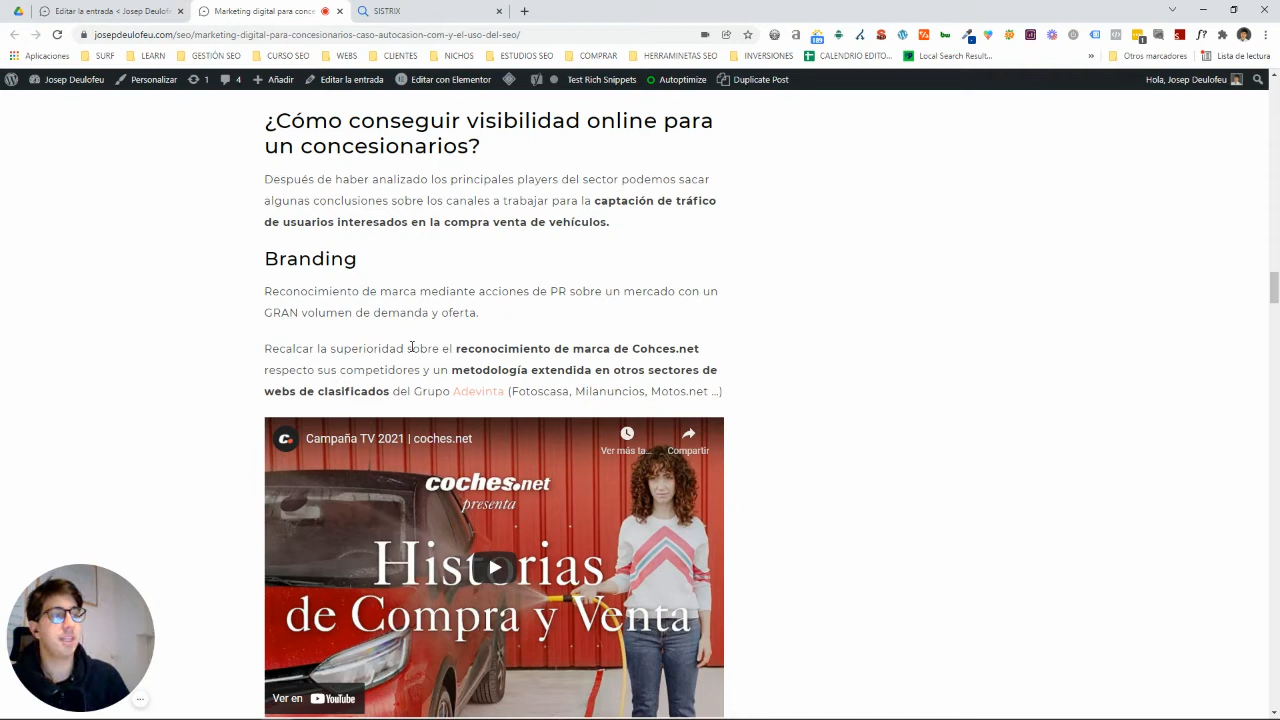 Editar la entrada < Josep Deulofeu
Marketing digital para conce
SISTRIX
josepdeulofeu.com/seo/marketing-digital-para-concesionarios-caso-autocasion-com-y-el-uso-del-seo/
Aplicaciones SURF LEARN GESTIÓN SEO CURSO SEO WEBS CLIENTES NICHOS ESTUDIOS SEO COMPRAR HERRAMINETAS SEO INVERSIONES CALENDARIO EDITO... Local Search Result... » Otros marcadores Lista de lectura
Josep Deulofeu Personalizar 1 4 Añadir Editar la entrada Editar con Elementor Test Rich Snippets Autoptimize Duplicate Post Hola, Josep Deulofeu
¿Cómo conseguir visibilidad online para
un concesionarios?
Después de haber analizado los principales players del sector podemos sacar
algunas conclusiones sobre los canales a trabajar para la captación de tráfico
de usuarios interesados en la compra venta de vehículos.
Branding
Reconocimiento de marca mediante acciones de PR sobre un mercado con un
GRAN volumen de demanda y oferta.
Recalcar la superioridad sobre el reconocimiento de marca de Cohces.net
respecto sus competidores y un metodología extendida en otros sectores de
webs de clasificados del Grupo Adevinta (Fotoscasa, Milanuncios, Motos.net ...)
Campaña TV 2021 | coches.net
Ver más ta... Compartir
coches.net
presenta
Historias
de Compra y Venta
Ver en YouTube